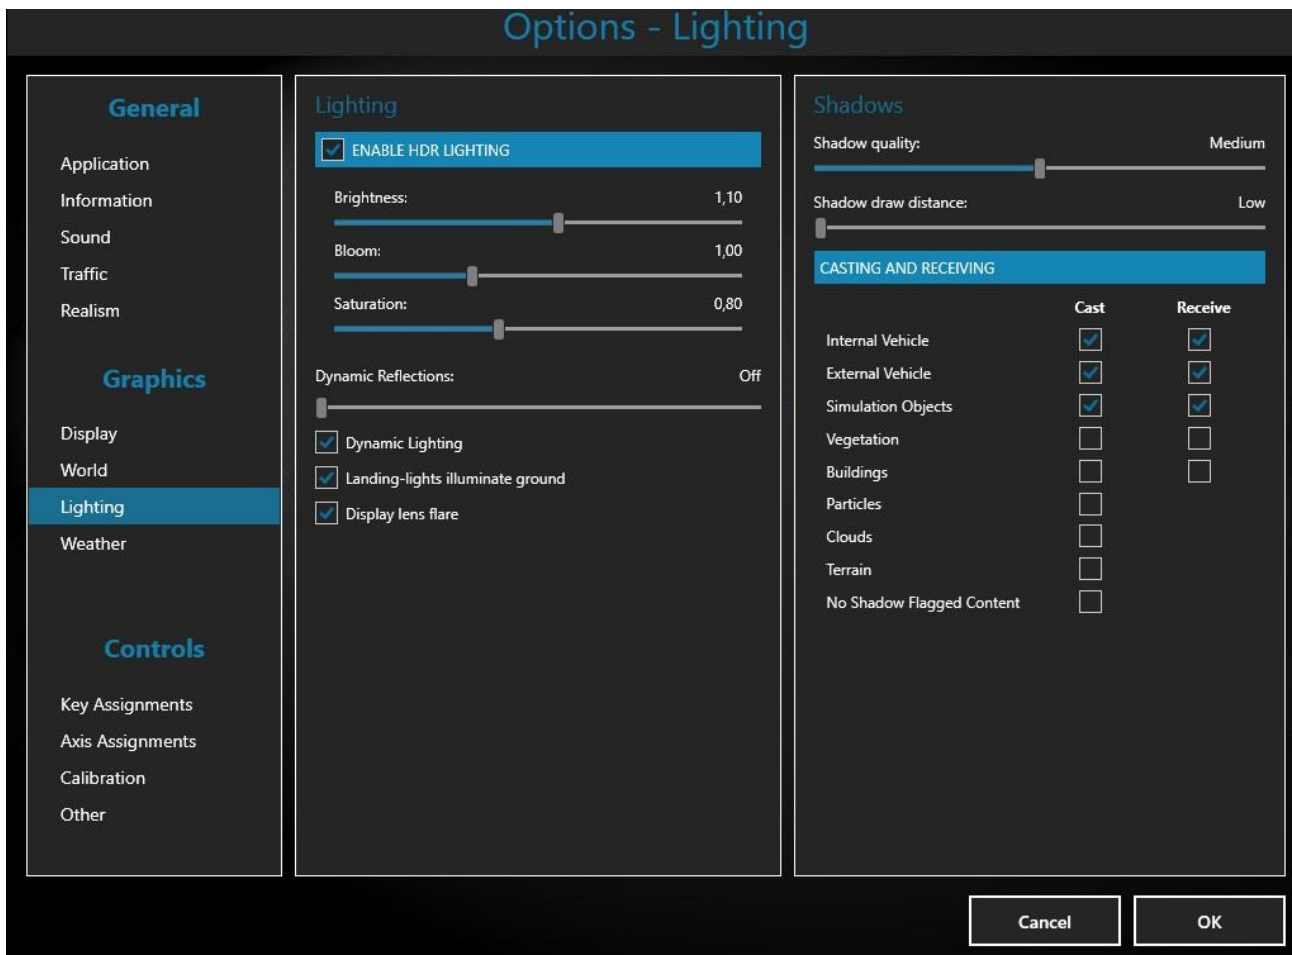 Options - Lighting
General
Application
Information
Sound
Traffic
Realism
Graphics
Display
World
Lighting
Weather
Controls
Key Assignments
Axis Assignments
Calibration
Other
Lighting
ENABLE HDR LIGHTING
Brightness: 1,10
Bloom: 1,00
Saturation: 0,80
Dynamic Reflections: Off
Dynamic Lighting
Landing-lights illuminate ground
Display lens flare
Shadows
Shadow quality: Medium
Shadow draw distance: Low
CASTING AND RECEIVING
Cast Receive
Internal Vehicle
External Vehicle
Simulation Objects
Vegetation
Buildings
Particles
Clouds
Terrain
No Shadow Flagged Content
Cancel OK